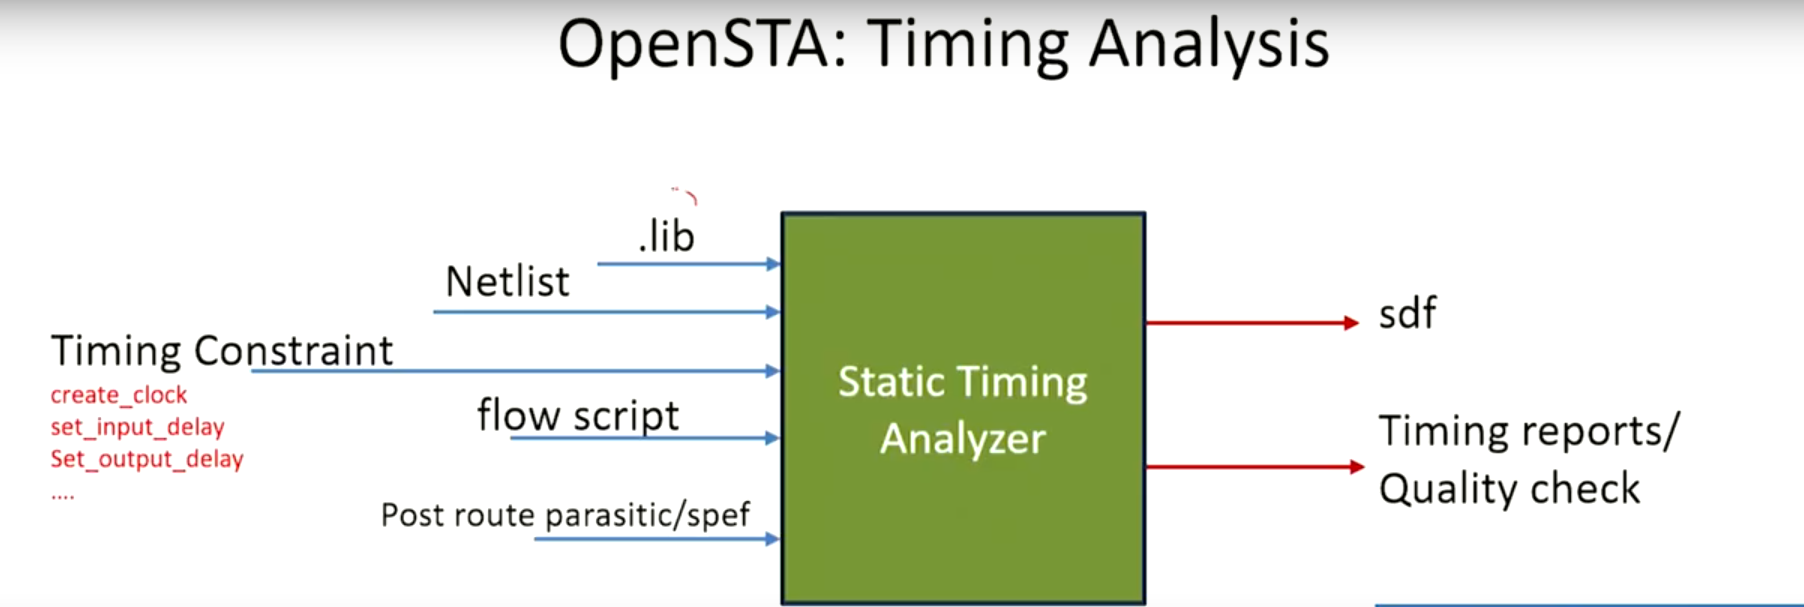 OpenSTA: Timing Analysis
.lib
Netlist
Timing Constraint
create_clock
set_input_delay
Set_output_delay
....
flow script
Post route parasitic/spef
Static Timing
Analyzer
sdf
Timing reports/
Quality check